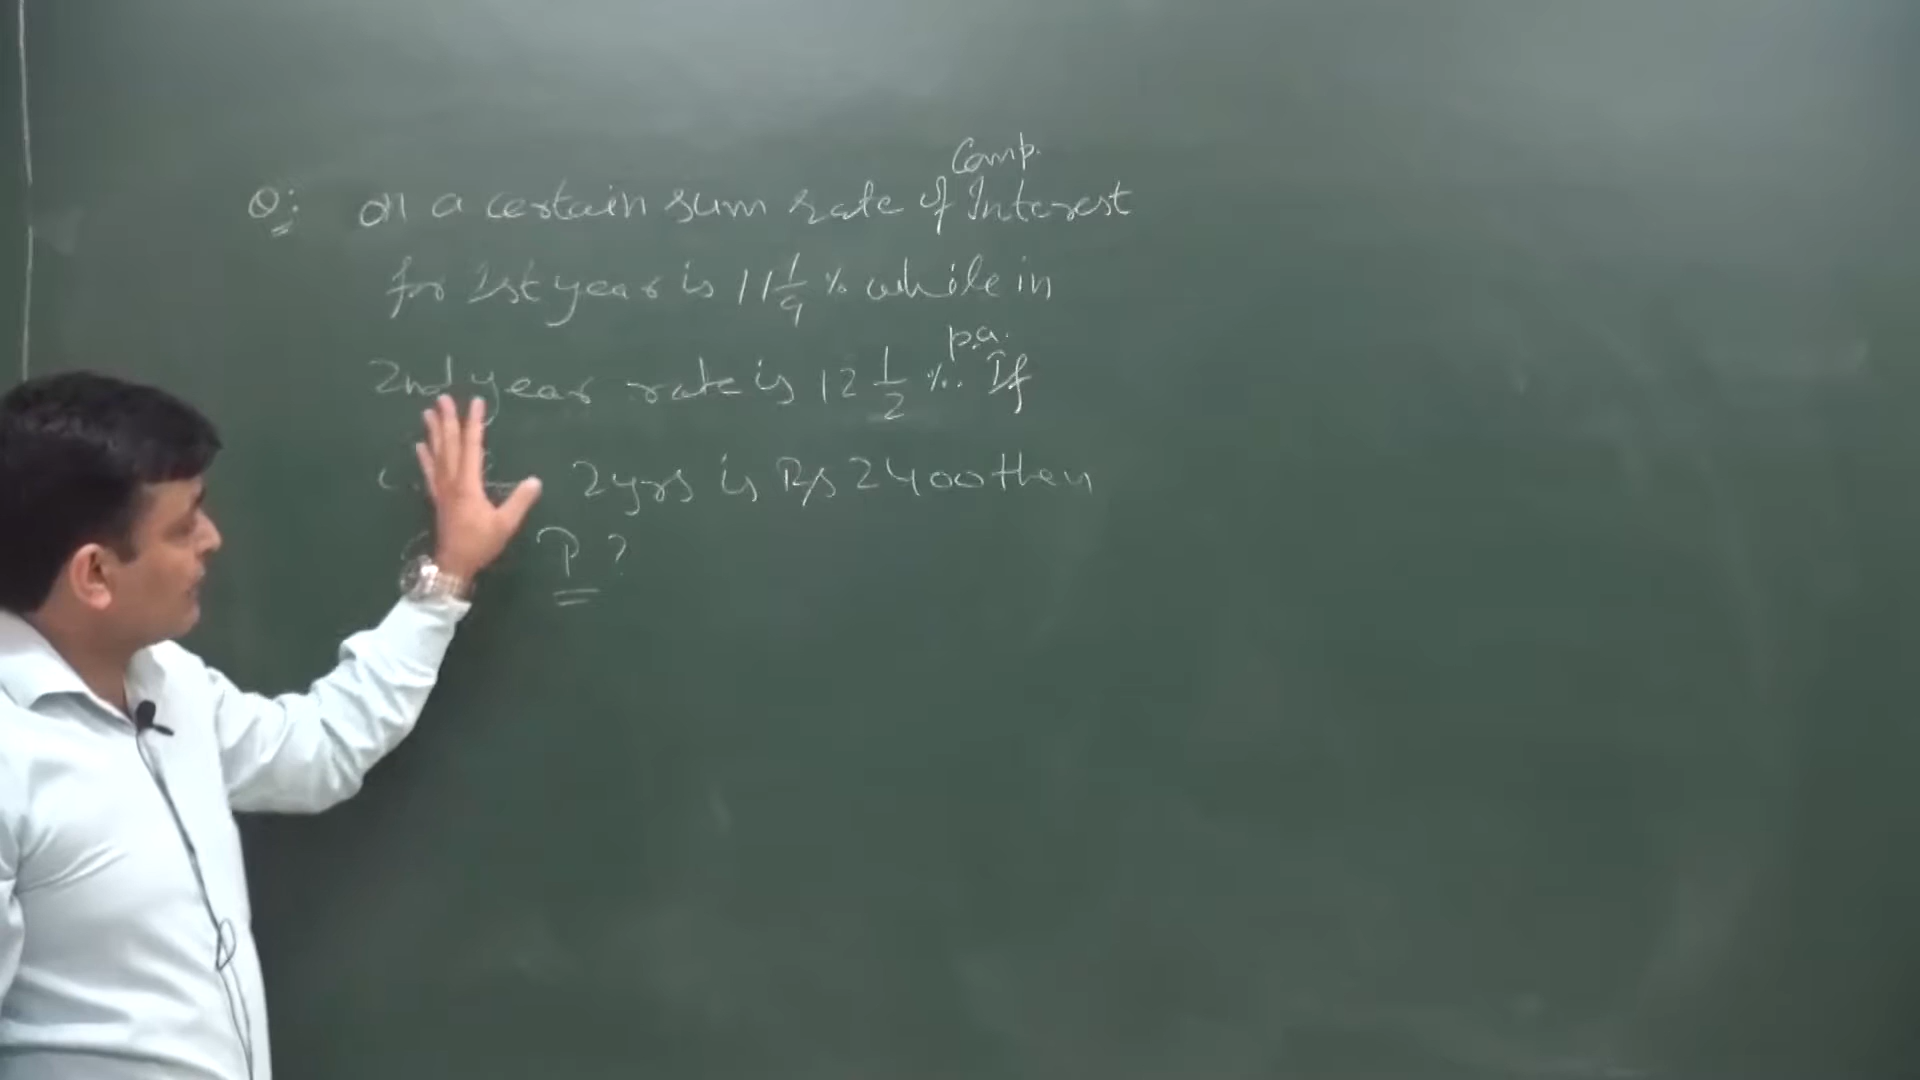 Q: on a certain sum rate of Comp. Interest
for 1st year is 11 1/9 % while in
2nd year rate is 12 1/2 % p.a. If
2yrs is Rs 2400 then
P ?